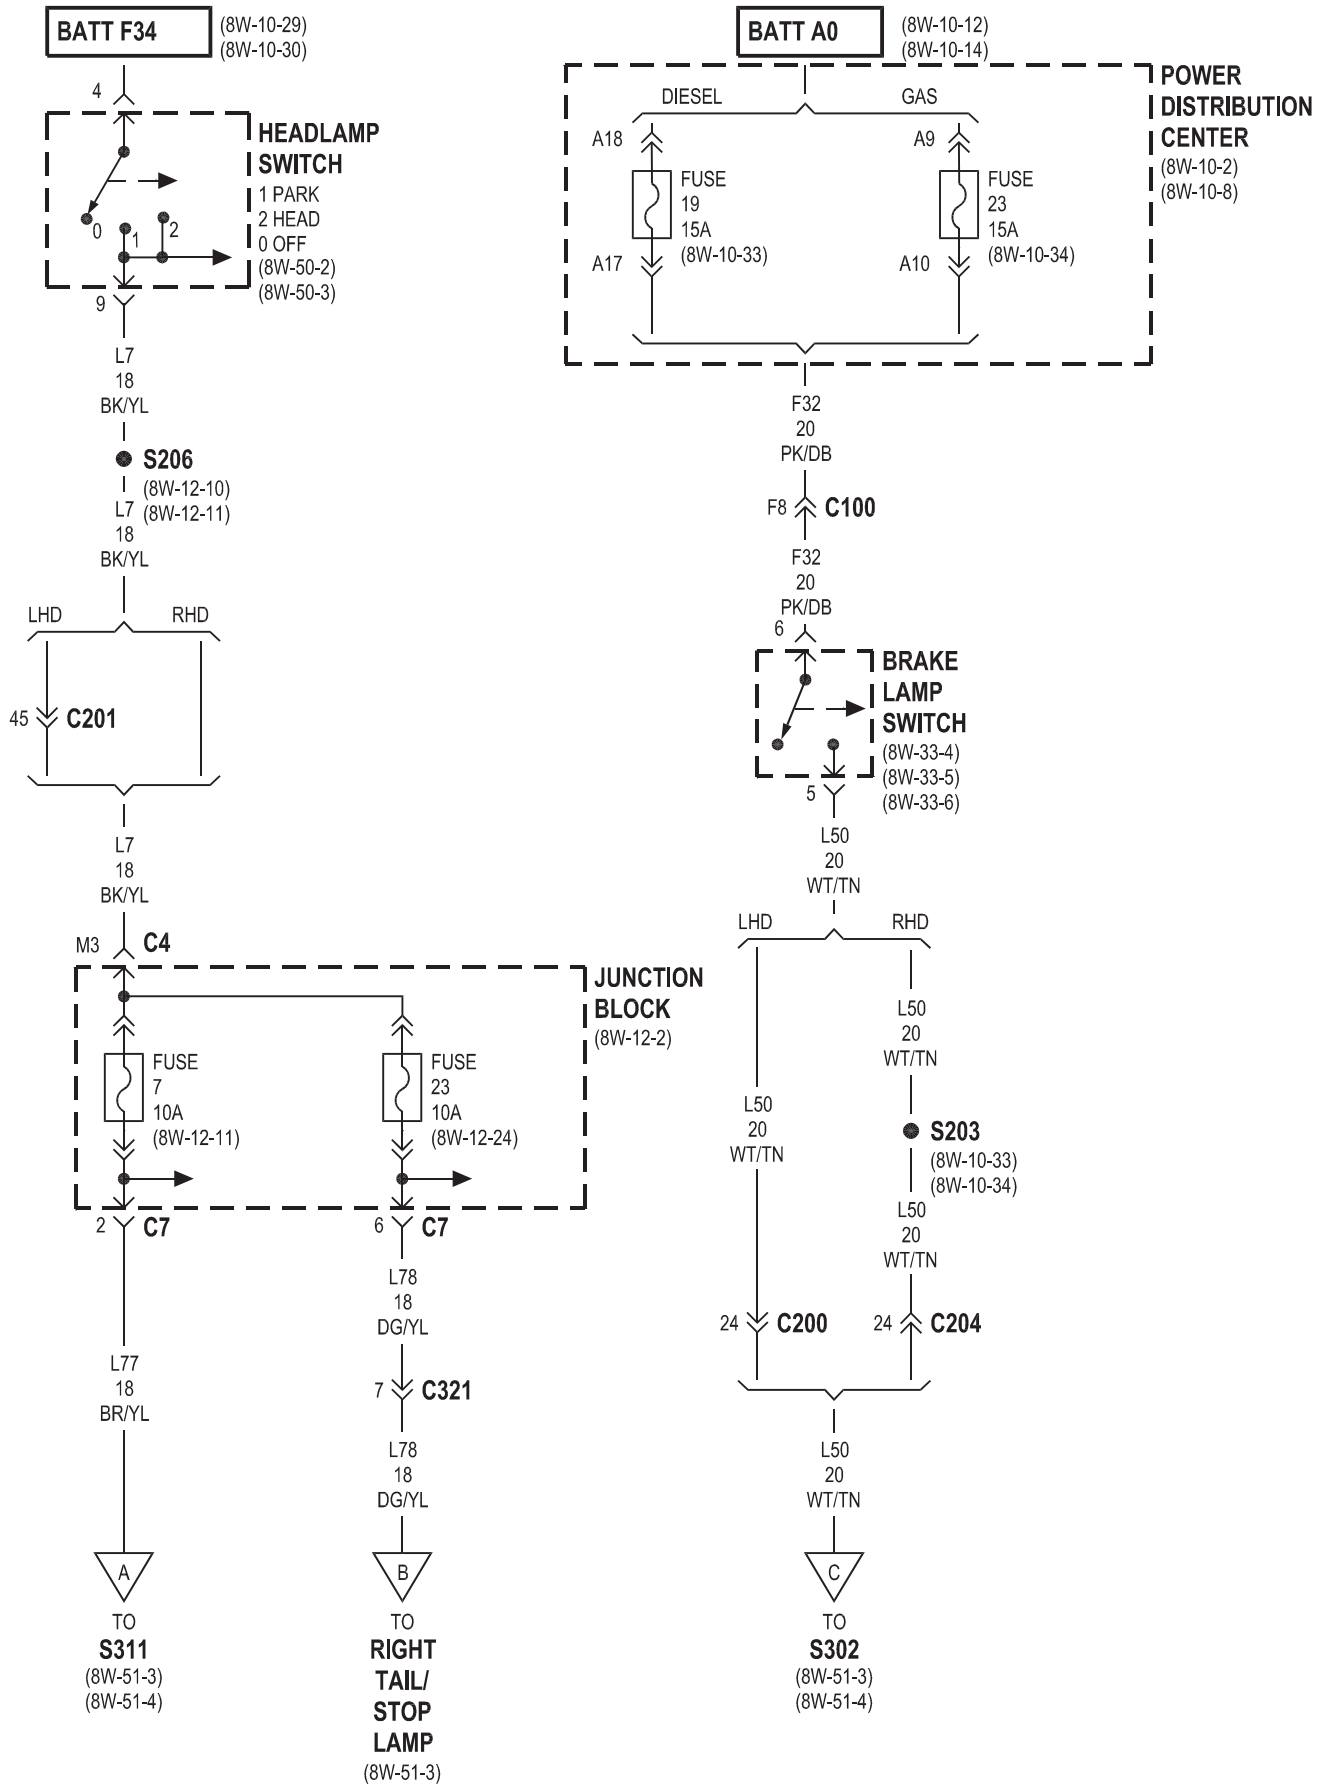 BATT F34
(8W-10-29)
(8W-10-30)
4
HEADLAMP
SWITCH
1 PARK
2 HEAD
0 OFF
(8W-50-2)
(8W-50-3)
0
1
2
9
L7
18
BK/YL
S206
(8W-12-10)
(8W-12-11)
L7
18
BK/YL
LHD
RHD
45
C201
L7
18
BK/YL
M3
C4
JUNCTION
BLOCK
(8W-12-2)
FUSE
7
10A
(8W-12-11)
FUSE
23
10A
(8W-12-24)
2
C7
6
C7
L78
18
DG/YL
L77
18
BR/YL
7
C321
L78
18
DG/YL
A
TO
S311
(8W-51-3)
(8W-51-4)
B
TO
RIGHT
TAIL/
STOP
LAMP
(8W-51-3)
BATT A0
(8W-10-12)
(8W-10-14)
POWER
DISTRIBUTION
CENTER
(8W-10-2)
(8W-10-8)
DIESEL
GAS
A18
FUSE
19
15A
(8W-10-33)
A17
A9
FUSE
23
15A
(8W-10-34)
A10
F32
20
PK/DB
F8
C100
F32
20
PK/DB
6
BRAKE
LAMP
SWITCH
(8W-33-4)
(8W-33-5)
(8W-33-6)
5
L50
20
WT/TN
LHD
RHD
L50
20
WT/TN
L50
20
WT/TN
S203
(8W-10-33)
(8W-10-34)
L50
20
WT/TN
24
C200
24
C204
L50
20
WT/TN
C
TO
S302
(8W-51-3)
(8W-51-4)